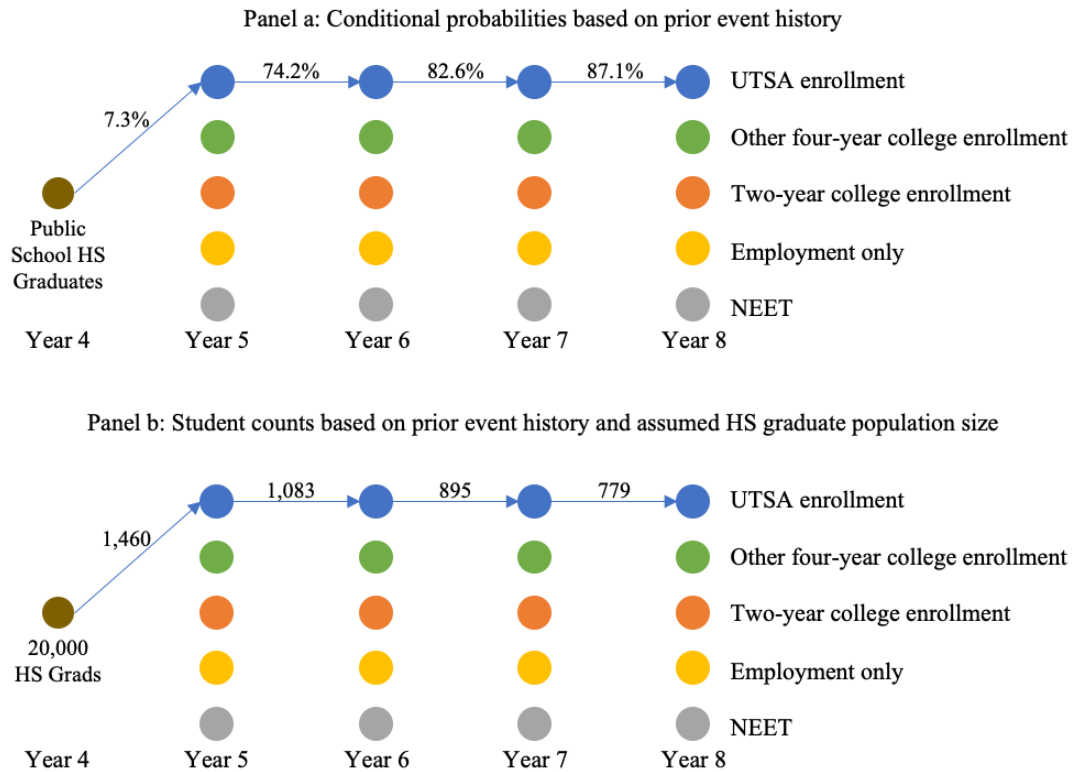 Panel a: Conditional probabilities based on prior event history
74.2%
82.6%
87.1%
UTSA enrollment
7.3%
Other four-year college enrollment
Two-year college enrollment
Public
School HS
Graduates
Employment only
NEET
Year 4
Year 5
Year 6
Year 7
Year 8
Panel b: Student counts based on prior event history and assumed HS graduate population size
1,083
895
779
UTSA enrollment
1,460
Other four-year college enrollment
Two-year college enrollment
20,000
HS Grads
Employment only
NEET
Year 4
Year 5
Year 6
Year 7
Year 8